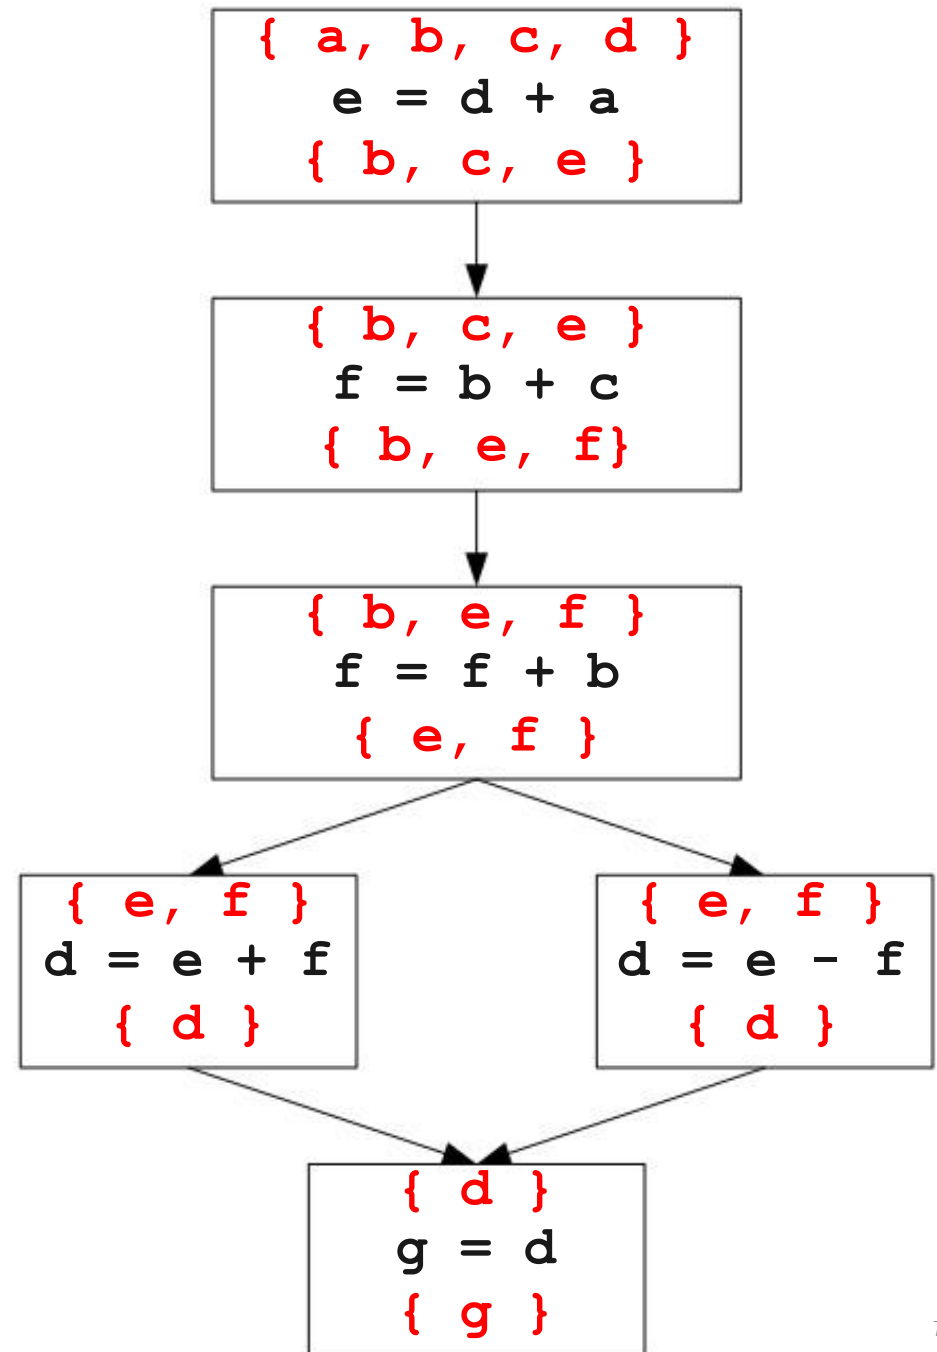 { a, b, c, d }
e = d + a
{ b, c, e }
{ b, c, e }
f = b + c
{ b, e, f}
{ b, e, f }
f = f + b
{ e, f }
{ e, f }
d = e + f
{ d }
{ e, f }
d = e - f
{ d }
{ d }
g = d
{ g }